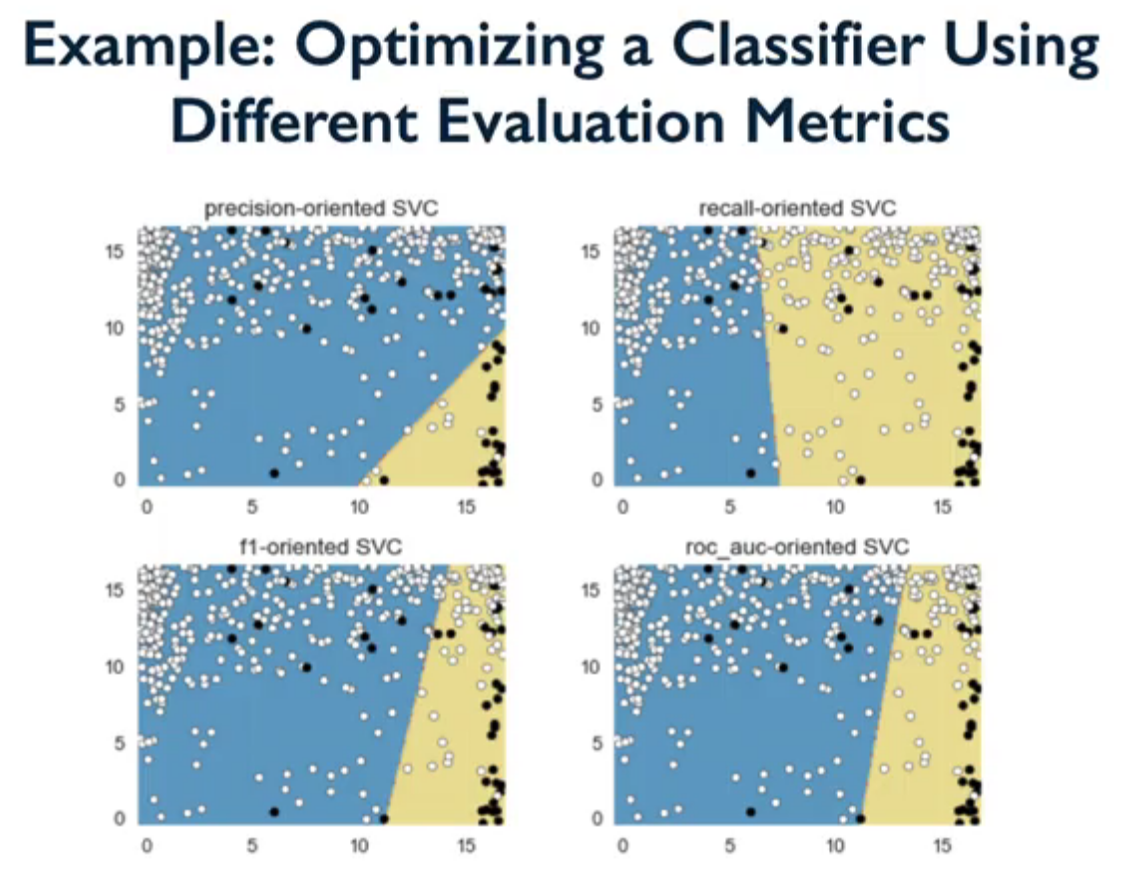 Example: Optimizing a Classifier Using
Different Evaluation Metrics
precision-oriented SVC
15
10
5
0
0 5 10 15
recall-oriented SVC
15
10
5
0
0 5 10 15
f1-oriented SVC
15
10
5
0
0 5 10 15
roc_auc-oriented SVC
15
10
5
0
0 5 10 15